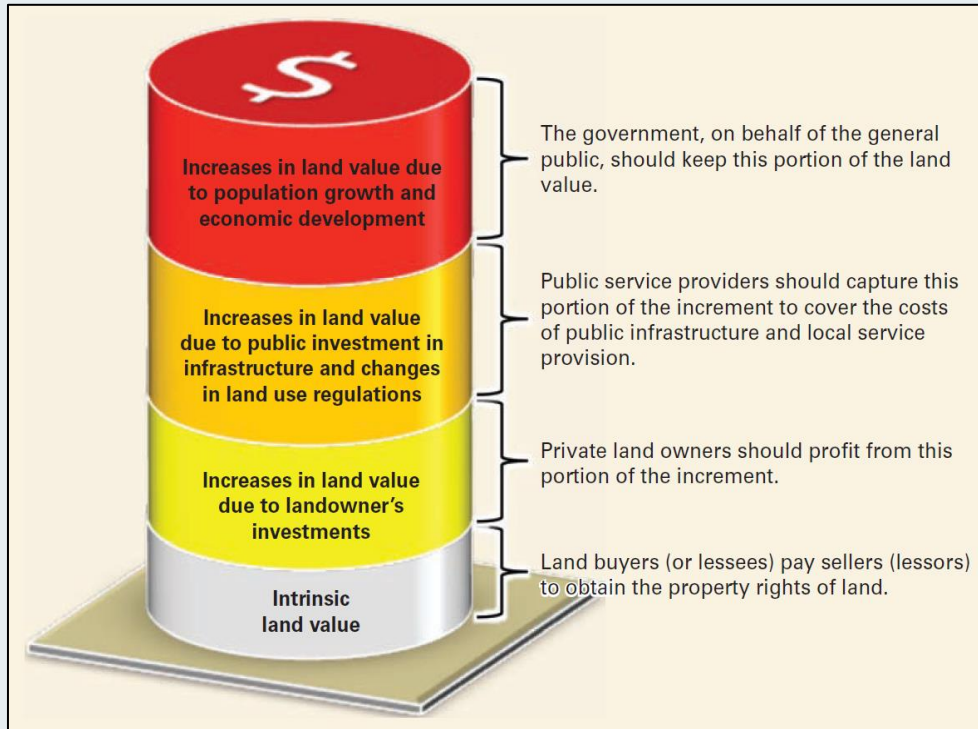 $
Increases in land value due
to population growth and
economic development
The government, on behalf of the general
public, should keep this portion of the land
value.
Increases in land value
due to public investment in
infrastructure and changes
in land use regulations
Public service providers should capture this
portion of the increment to cover the costs
of public infrastructure and local service
provision.
Increases in land value
due to landowner's
investments
Private land owners should profit from this
portion of the increment.
Intrinsic
land value
Land buyers (or lessees) pay sellers (lessors)
to obtain the property rights of land.